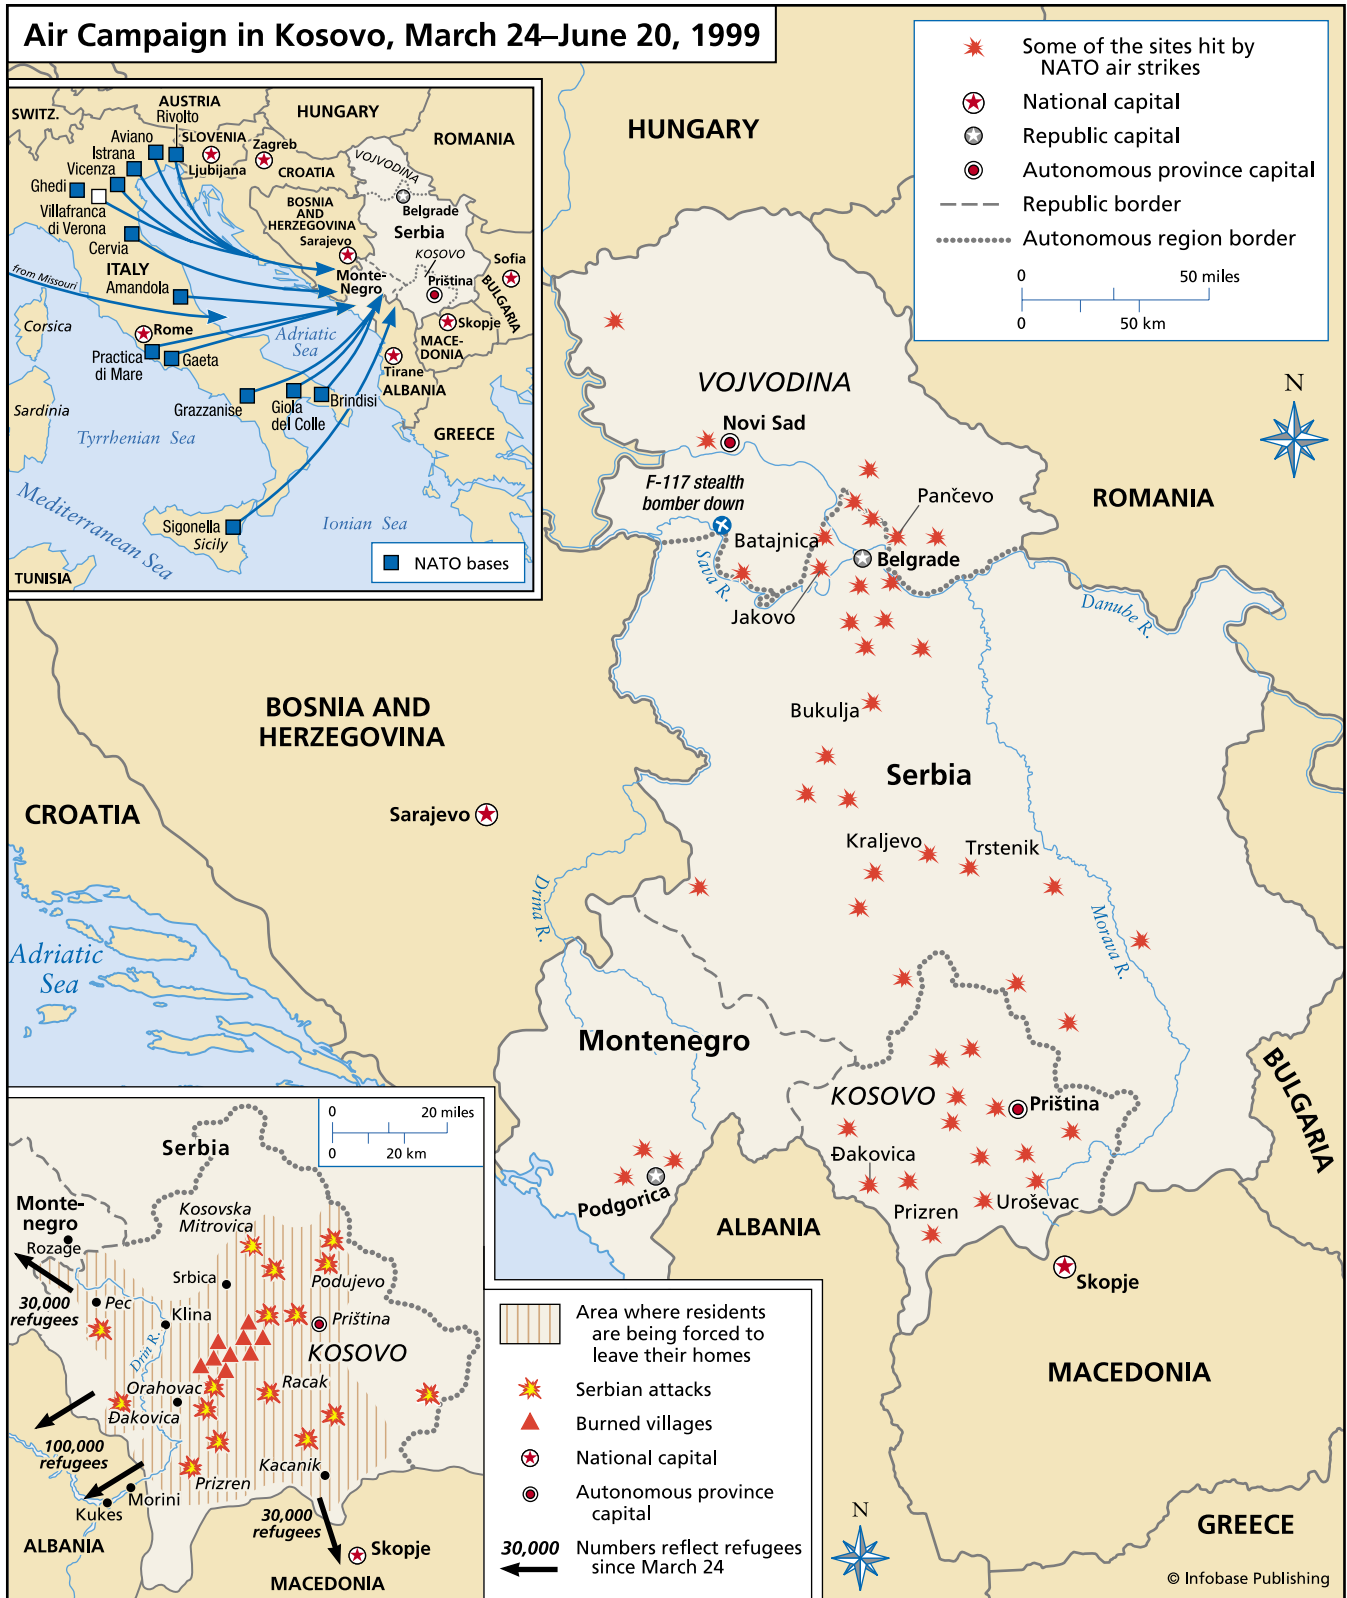 Air Campaign in Kosovo, March 24–June 20, 1999
Some of the sites hit by
NATO air strikes
National capital
Republic capital
Autonomous province capital
Republic border
Autonomous region border
0
50 miles
0
50 km
SWITZ.
AUSTRIA
Rivolto
HUNGARY
ROMANIA
Aviano
SLOVENIA
Zagreb
Istrana
Ljubijana
Vicenza
CROATIA
VOJVODINA
Ghedi
Villafranca
di Verona
BOSNIA
AND
HERZEGOVINA
Belgrade
Cervia
Sarajevo
Serbia
KOSOVO
Sofia
from Missouri
ITALY
Amandola
Monte-
Negro
Priština
BULGARIA
Corsica
Rome
Adriatic
Sea
Skopje
Practica
di Mare
Gaeta
MACE-
DONIA
Tirane
ALBANIA
Sardinia
Grazzanise
Giola
del Colle
Brindisi
Tyrrhenian Sea
GREECE
Mediterranean Sea
Sigonella
Sicily
Ionian Sea
TUNISIA
NATO bases
HUNGARY
VOJVODINA
N
Novi Sad
F-117 stealth
bomber down
Pančevo
ROMANIA
Batajnica
Belgrade
Sava R.
Jakovo
Danube R.
BOSNIA AND
HERZEGOVINA
Bukulja
Serbia
CROATIA
Sarajevo
Kraljevo
Trstenik
Drina R.
Morava R.
Adriatic
Sea
Montenegro
BULGARIA
KOSOVO
Priština
Đakovica
Podgorica
Prizren
Uroševac
ALBANIA
Skopje
MACEDONIA
GREECE
N
© Infobase Publishing
0
20 miles
0
20 km
Serbia
Monte-
negro
Rozage
Kosovska
Mitrovica
Srbica
Podujevo
30,000
refugees
Pec
Klina
Priština
Drin R.
KOSOVO
Orahovac
Racak
Đakovica
100,000
refugees
Prizren
Kacanik
Morini
Kukes
30,000
refugees
ALBANIA
Skopje
MACEDONIA
Area where residents
are being forced to
leave their homes
Serbian attacks
Burned villages
National capital
Autonomous province
capital
30,000
Numbers reflect refugees
since March 24